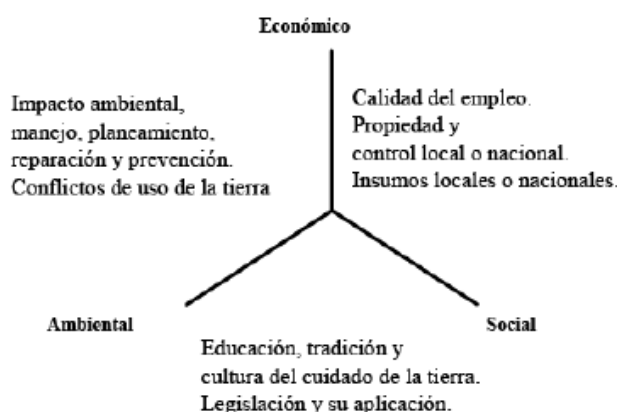 Económico
Impacto ambiental,
manejo, planeamiento,
reparación y prevención.
Conflictos de uso de la tierra
Calidad del empleo.
Propiedad y
control local o nacional.
Insumos locales o nacionales.
Ambiental
Social
Educación, tradición y
cultura del cuidado de la tierra.
Legislación y su aplicación.